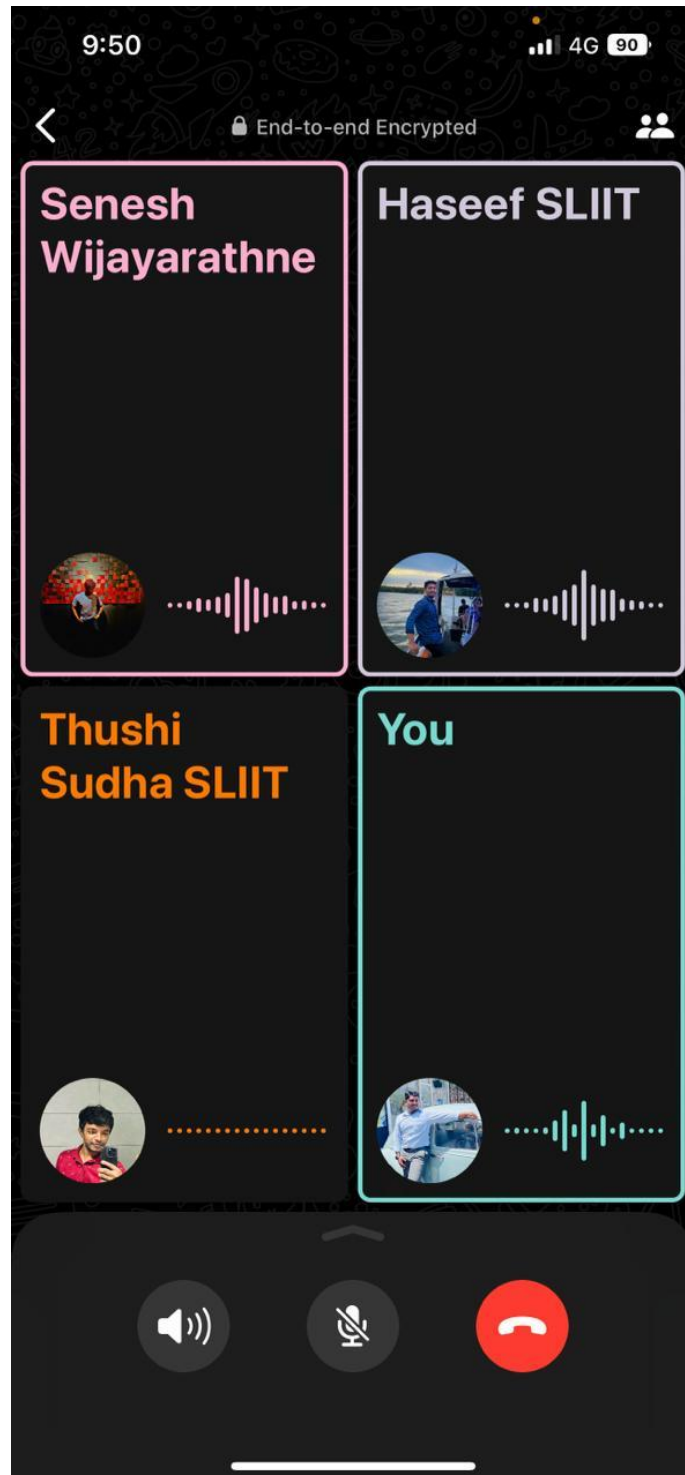 9:50
4G 90
End-to-end Encrypted
Senesh
Wijayarathne
Haseef SLIIT
Thushi
Sudha SLIIT
You